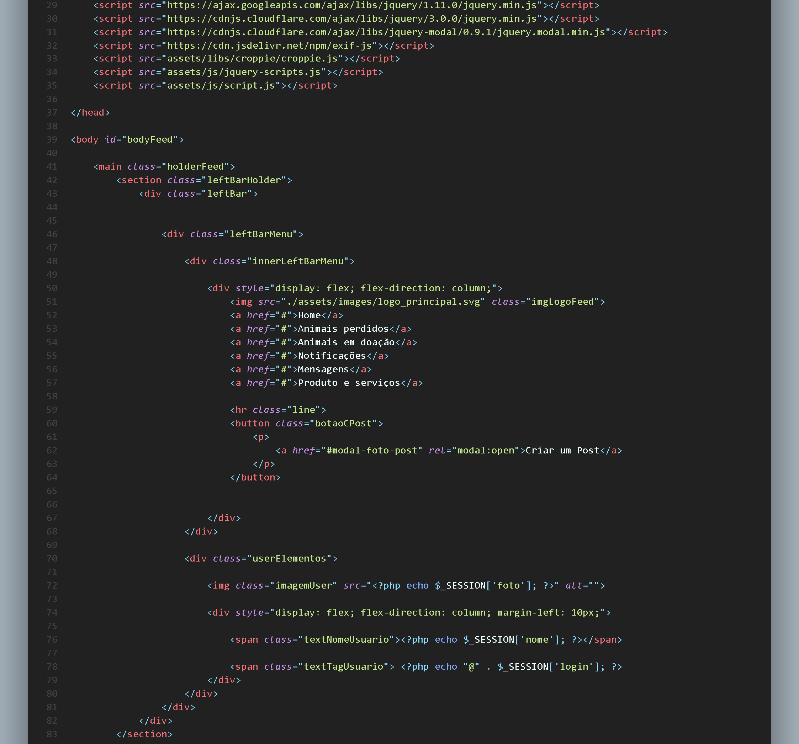 29 <script src="https://ajax.googleapis.com/ajax/libs/jquery/1.11.0/jquery.min.js"></script>
30 <script src="https://cdnjs.cloudflare.com/ajax/libs/jquery/3.0.0/jquery.min.js"></script>
31 <script src="https://cdnjs.cloudflare.com/ajax/libs/jquery-modal/0.9.1/jquery.modal.min.js"></script>
32 <script src="https://cdn.jsdelivr.net/npm/exif-js"></script>
33 <script src="assets/libs/croppie/croppie.js"></script>
34 <script src="assets/js/jquery-scripts.js"></script>
35 <script src="assets/js/script.js"></script>
36
37 </head>
38
39 <body id="bodyFeed">
40
41 <main class="holderFeed">
42 <section class="leftBarHolder">
43 <div class="leftBar">
44
45
46 <div class="leftBarMenu">
47
48 <div class="innerLeftBarMenu">
49
50 <div style="display: flex; flex-direction: column;">
51 <img src="./assets/images/logo_principal.svg" class="imgLogoFeed">
52 <a href="#">Home</a>
53 <a href="#">Animais perdidos</a>
54 <a href="#">Animais em doação</a>
55 <a href="#">Notificações</a>
56 <a href="#">Mensagens</a>
57 <a href="#">Produto e serviços</a>
58
59 <hr class="line">
60 <button class="botaoCPost">
61 <p>
62 <a href="#modal-foto-post" rel="modal:open">Criar um Post</a>
63 </p>
64 </button>
65
66
67 </div>
68 </div>
69
70 <div class="userElementos">
71
72 <img class="imagemUser" src="<?php echo $_SESSION['foto']; ?>" alt="">
73
74 <div style="display: flex; flex-direction: column; margin-left: 10px;">
75
76 <span class="textNomeUsuario"><?php echo $_SESSION['nome']; ?></span>
77
78 <span class="textTagUsuario"> <?php echo "@" . $_SESSION['login']; ?>
79 </div>
80 </div>
81 </div>
82 </div>
83 </section>